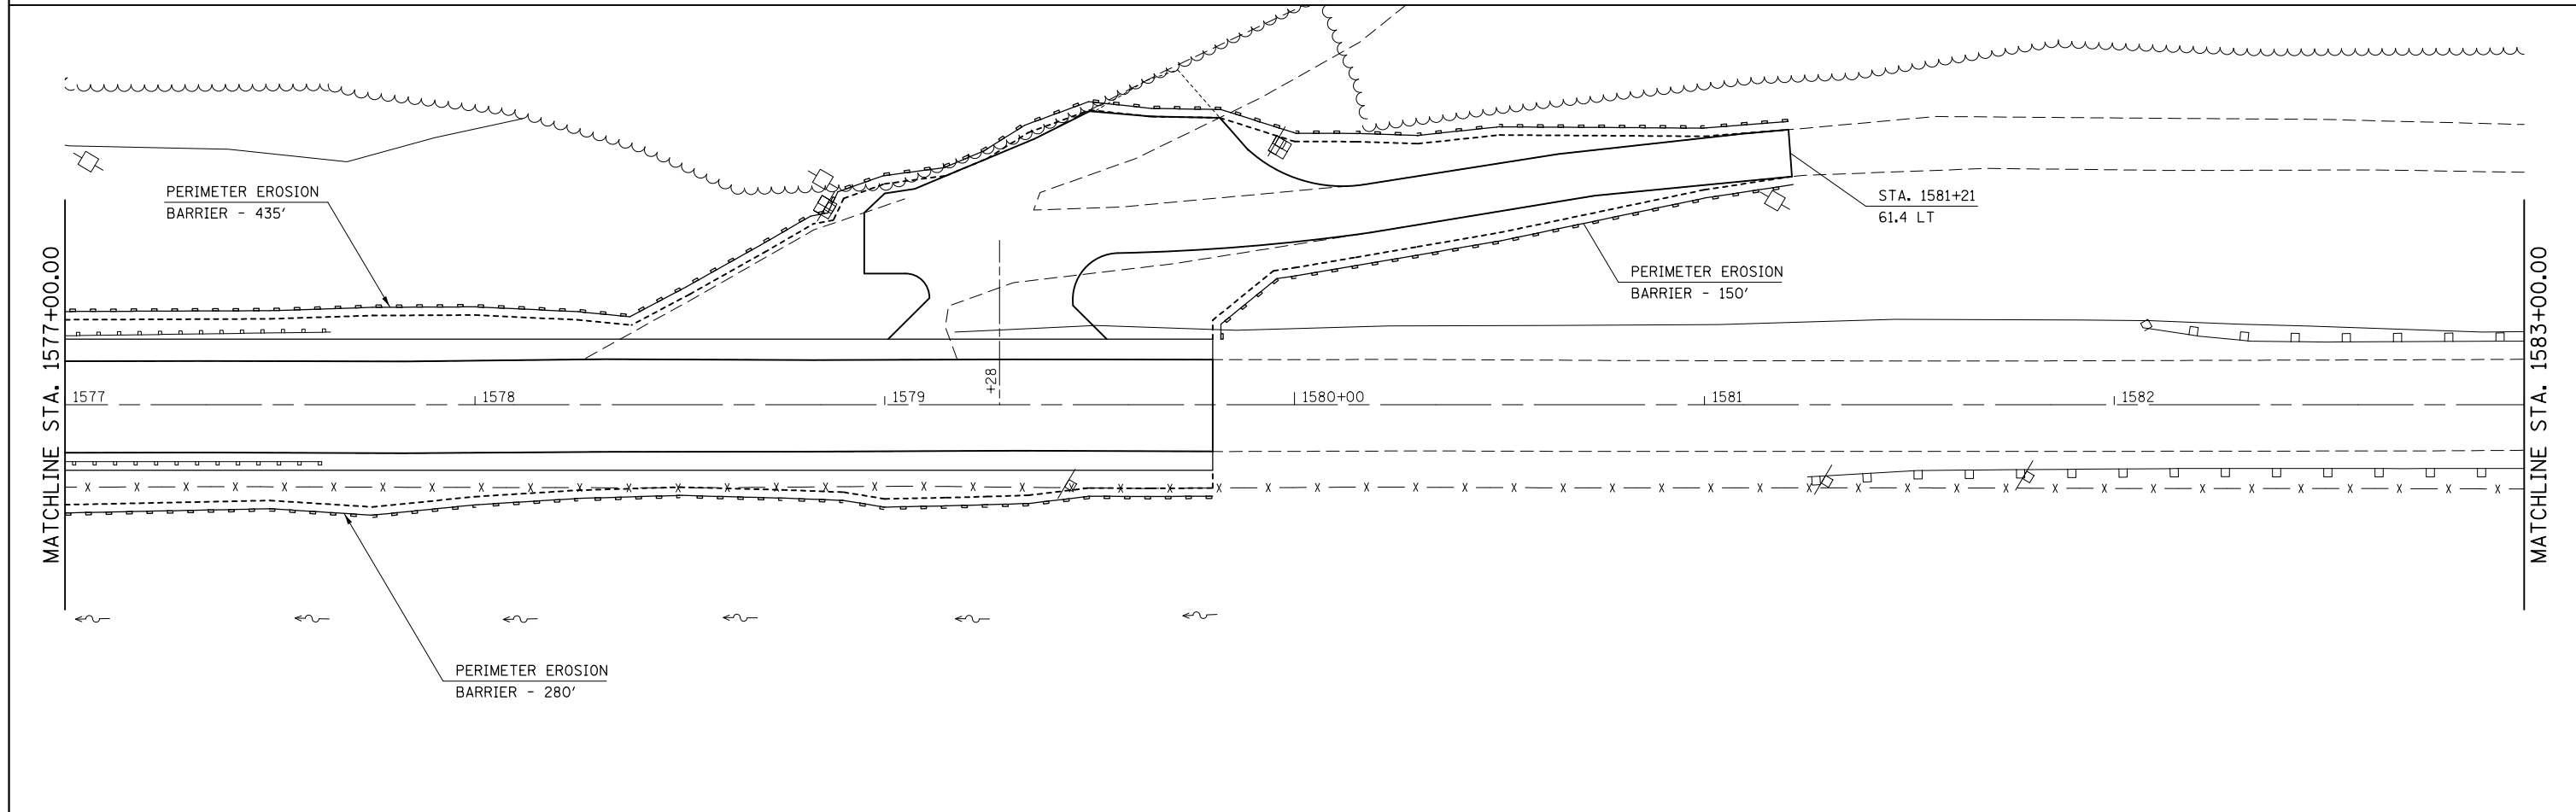 PERIMETER EROSION
BARRIER - 435'
STA. 1581+21
61.4 LT
PERIMETER EROSION
BARRIER - 150'
MATCHLINE STA. 1577+00.00
MATCHLINE STA. 1583+00.00
+28
1577
1578
1579
1580+00
1581
1582
PERIMETER EROSION
BARRIER - 280'